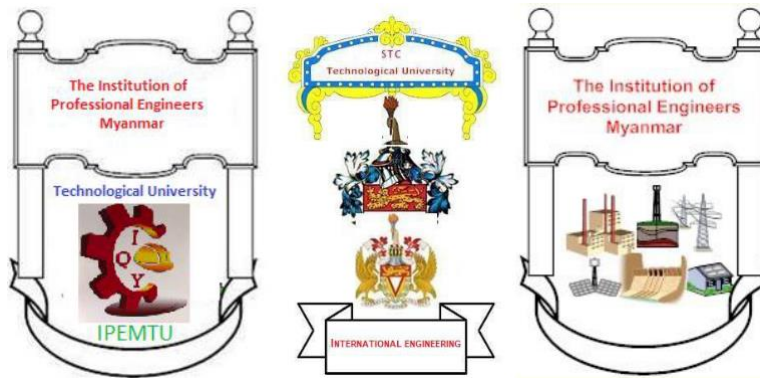 The Institution of
Professional Engineers
Myanmar
Technological University
I
O Y
IPEMTU
STC
Technological University
INTERNATIONAL ENGINEERING
The Institution of
Professional Engineers
Myanmar